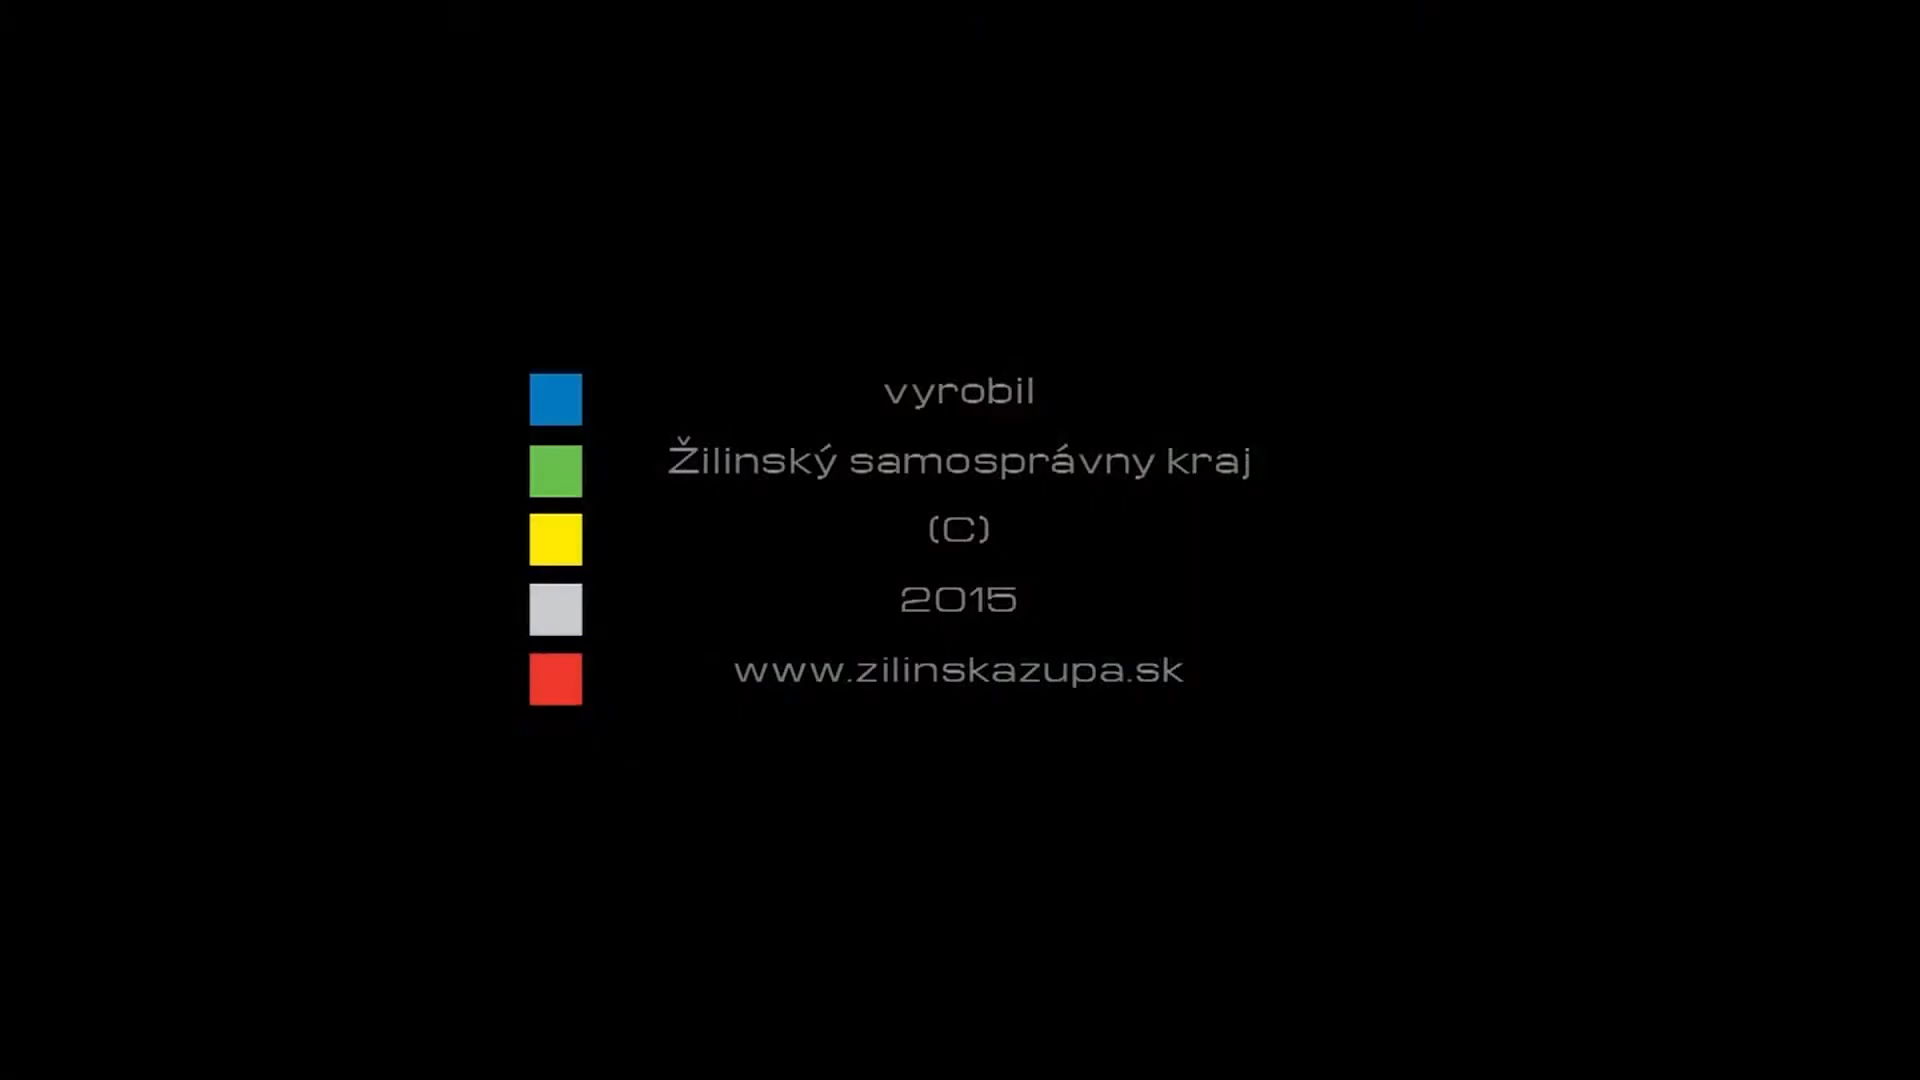 vyrobil
Žilinský samosprávny kraj
(C)
2015
www.zilinskazupa.sk